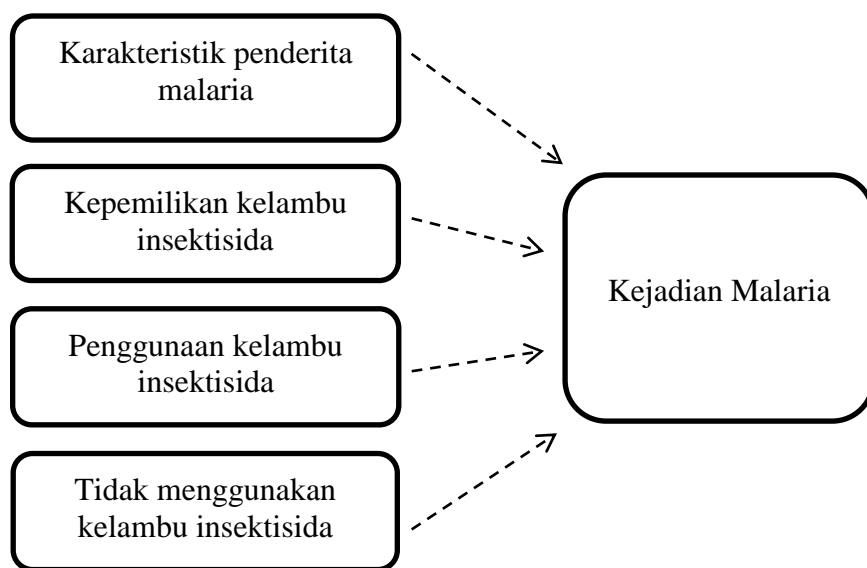 Karakteristik penderita
malaria
Kepemilikan kelambu
insektisida
Penggunaan kelambu
insektisida
Tidak menggunakan
kelambu insektisida
Kejadian Malaria